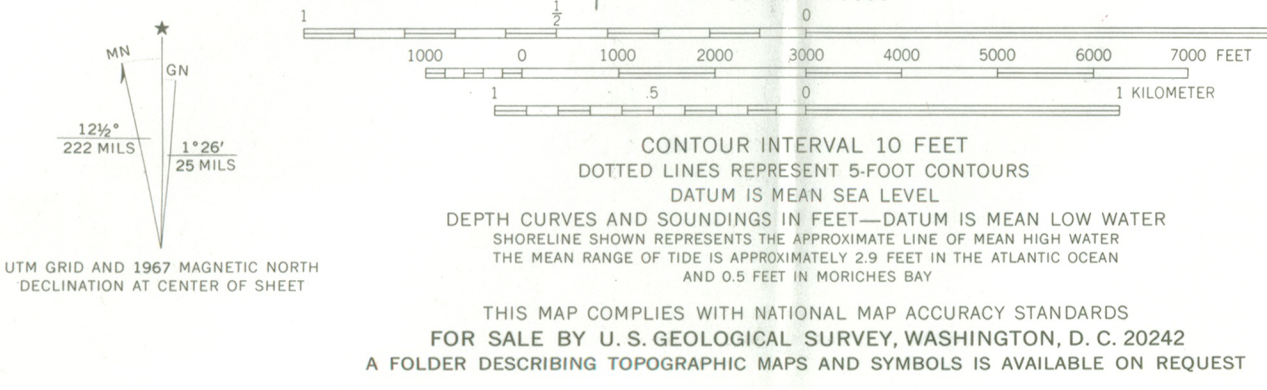 1 1/2 0
1000 0 1000 2000 3000 4000 5000 6000 7000 FEET
1 .5 0 1 KILOMETER
MN
GN
12½°
222 MILS
1°26′
25 MILS
UTM GRID AND 1967 MAGNETIC NORTH
DECLINATION AT CENTER OF SHEET
CONTOUR INTERVAL 10 FEET
DOTTED LINES REPRESENT 5-FOOT CONTOURS
DATUM IS MEAN SEA LEVEL
DEPTH CURVES AND SOUNDINGS IN FEET—DATUM IS MEAN LOW WATER
SHORELINE SHOWN REPRESENTS THE APPROXIMATE LINE OF MEAN HIGH WATER
THE MEAN RANGE OF TIDE IS APPROXIMATELY 2.9 FEET IN THE ATLANTIC OCEAN
AND 0.5 FEET IN MORICHES BAY
THIS MAP COMPLIES WITH NATIONAL MAP ACCURACY STANDARDS
FOR SALE BY U. S. GEOLOGICAL SURVEY, WASHINGTON, D. C. 20242
A FOLDER DESCRIBING TOPOGRAPHIC MAPS AND SYMBOLS IS AVAILABLE ON REQUEST